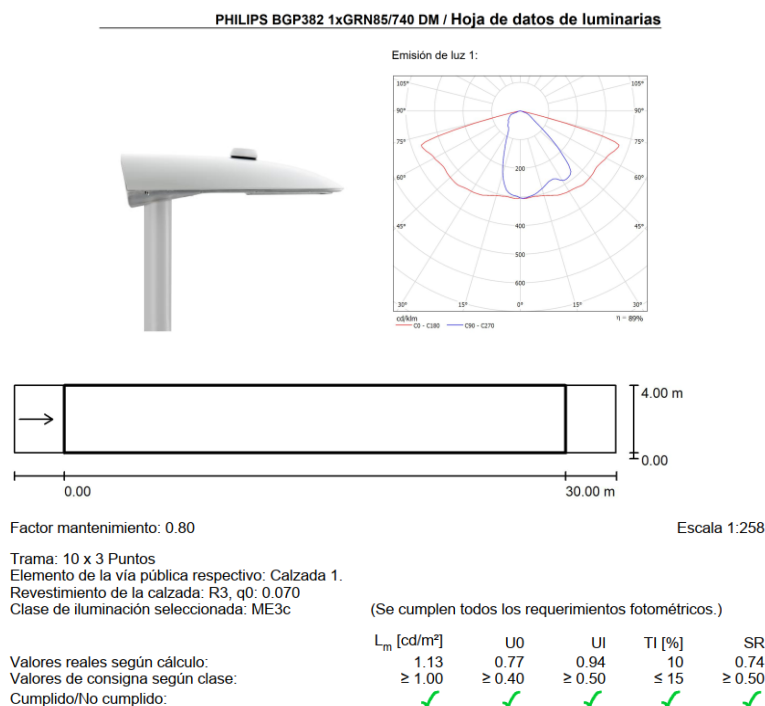 PHILIPS BGP382 1xGRN85/740 DM / Hoja de datos de luminarias
Emisión de luz 1:
105° 105°
90° 90°
75° 75°
200
60° 60°
45° 400 45°
500
600
30° 15° 0° 15° 30°
cd/klm η = 89%
C0 - C180 C90 - C270
4.00 m
0.00
0.00 30.00 m
Factor mantenimiento: 0.80 Escala 1:258
Trama: 10 x 3 Puntos
Elemento de la vía pública respectivo: Calzada 1.
Revestimiento de la calzada: R3, q0: 0.070
Clase de iluminación seleccionada: ME3c (Se cumplen todos los requerimientos fotométricos.)
Lm [cd/m²] U0 UI TI [%] SR
Valores reales según cálculo: 1.13 0.77 0.94 10 0.74
Valores de consigna según clase: ≥ 1.00 ≥ 0.40 ≥ 0.50 ≤ 15 ≥ 0.50
Cumplido/No cumplido: ✓ ✓ ✓ ✓ ✓